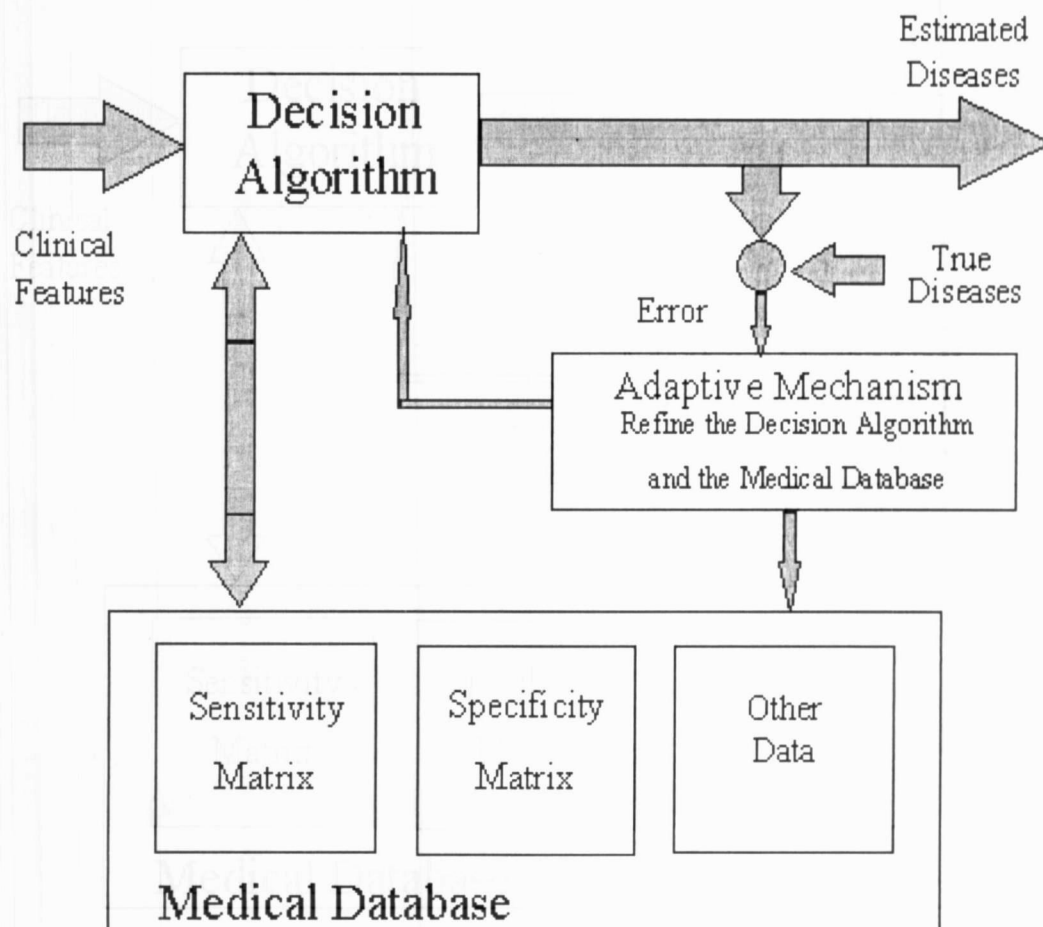 Estimated
Diseases
Decision
Algorithm
Clinical
Features
True
Diseases
Error
Adaptive Mechanism
Refine the Decision Algorithm
and the Medical Database
Sensitivity
Matrix
Specificity
Matrix
Other
Data
Medical Database